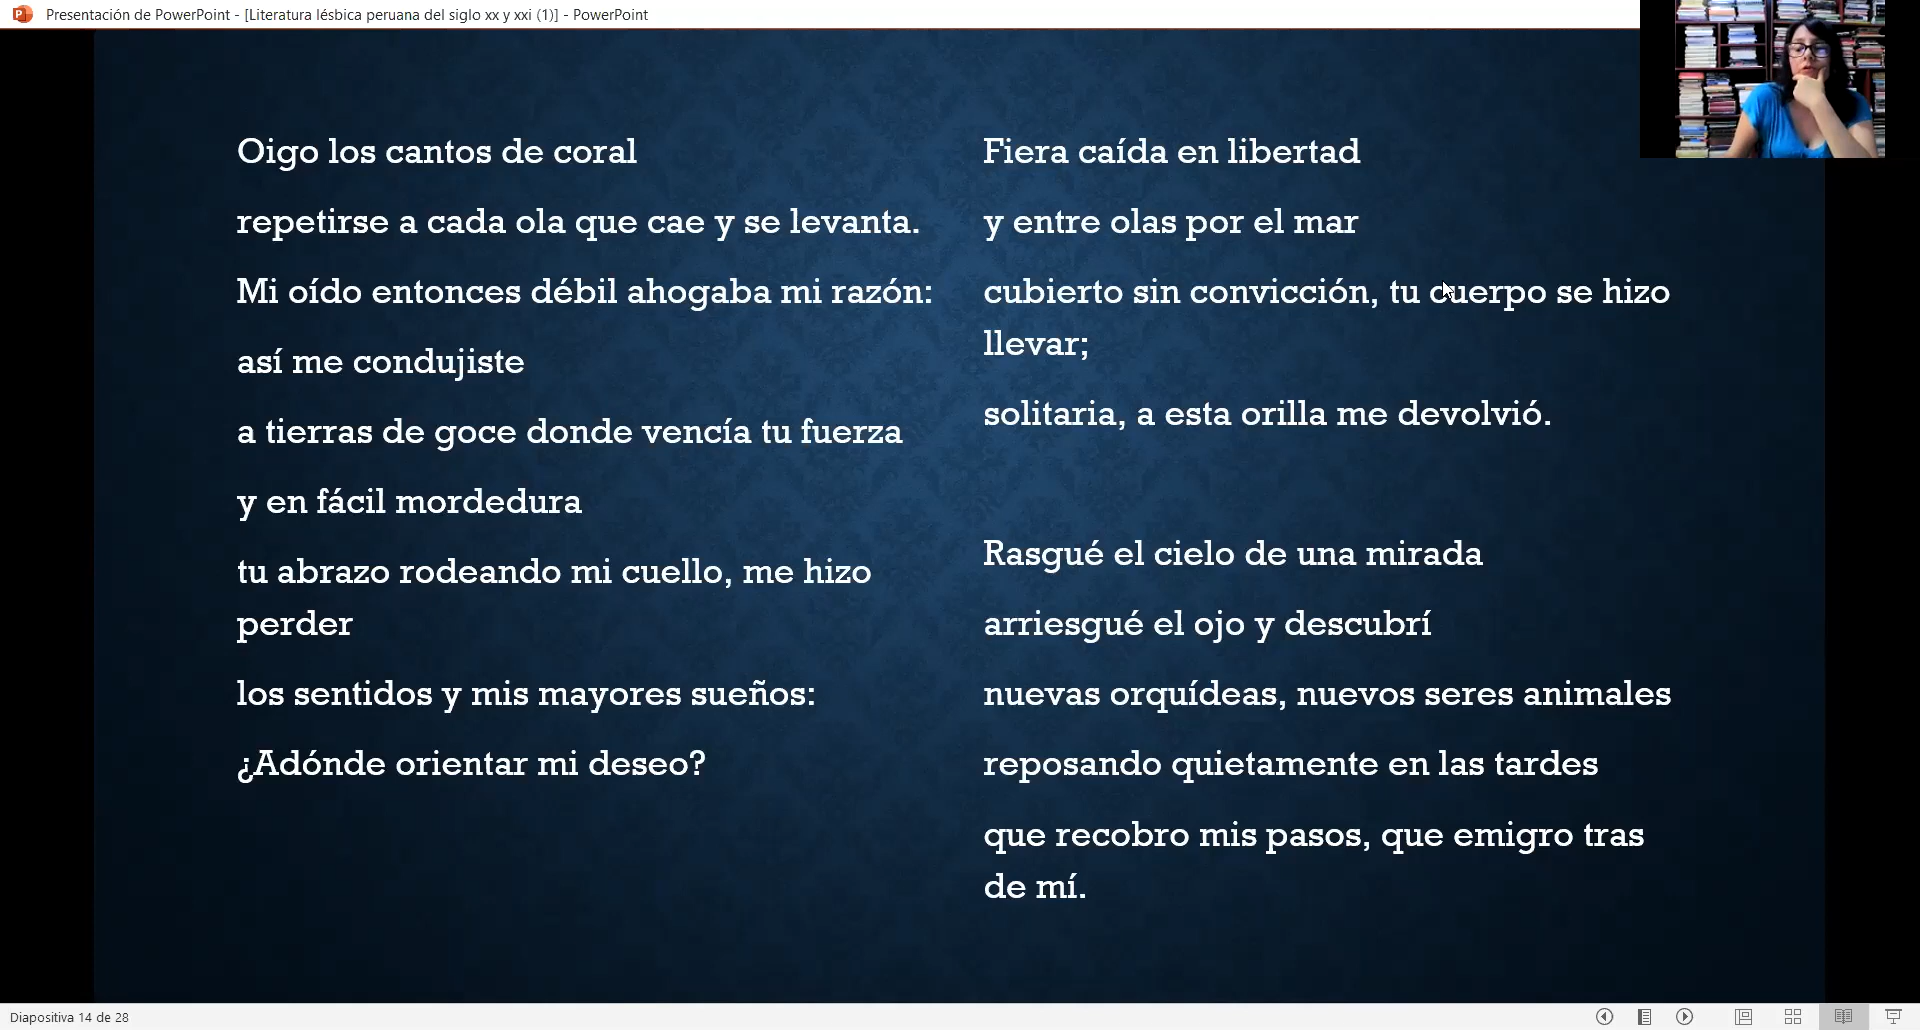 Presentación de PowerPoint - [Literatura lésbica peruana del siglo xx y xxi (1)] - PowerPoint
Oigo los cantos de coral
repetirse a cada ola que cae y se levanta.
Mi oído entonces débil ahogaba mi razón:
así me condujiste
a tierras de goce donde vencía tu fuerza
y en fácil mordedura
tu abrazo rodeando mi cuello, me hizo
perder
los sentidos y mis mayores sueños:
¿Adónde orientar mi deseo?
Fiera caída en libertad
y entre olas por el mar
cubierto sin convicción, tu cuerpo se hizo
llevar;
solitaria, a esta orilla me devolvió.
Rasgué el cielo de una mirada
arriesgué el ojo y descubrí
nuevas orquídeas, nuevos seres animales
reposando quietamente en las tardes
que recobro mis pasos, que emigro tras
de mí.
Diapositiva 14 de 28